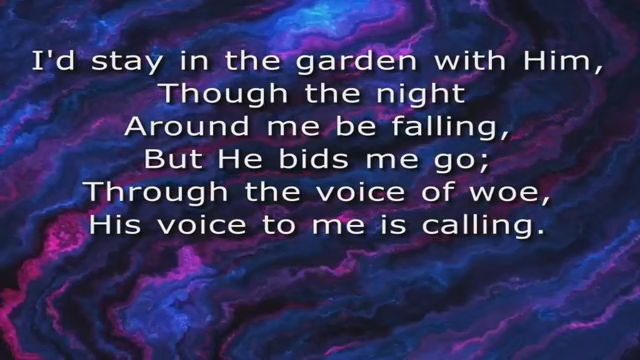 I'd stay in the garden with Him,
Though the night
Around me be falling,
But He bids me go;
Through the voice of woe,
His voice to me is calling.